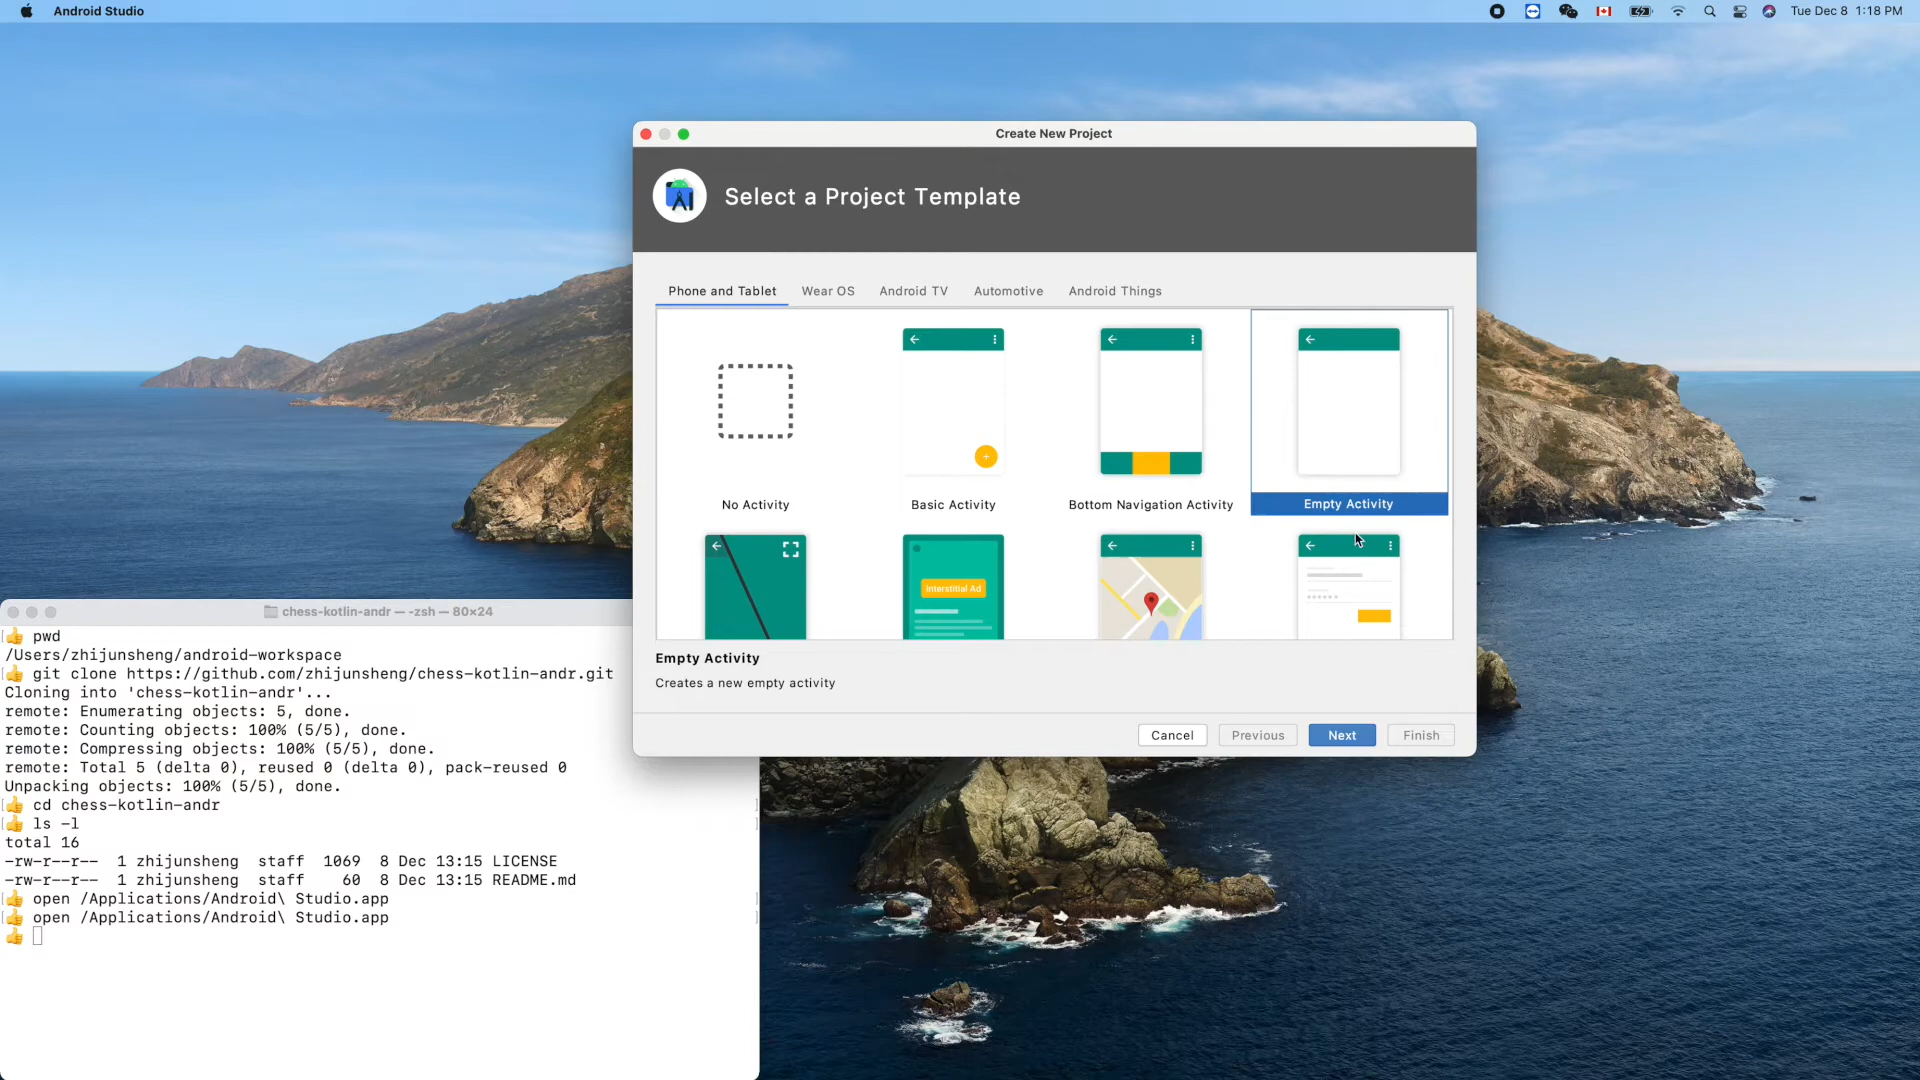 Android Studio
Tue Dec 8 1:18 PM
Create New Project
Select a Project Template
Phone and Tablet
Wear OS
Android TV
Automotive
Android Things
No Activity
Basic Activity
Bottom Navigation Activity
Empty Activity
Interstitial Ad
Empty Activity
Creates a new empty activity
Cancel
Previous
Next
Finish
chess-kotlin-andr — -zsh — 80×24
pwd
/Users/zhijunsheng/android-workspace
git clone https://github.com/zhijunsheng/chess-kotlin-andr.git
Cloning into 'chess-kotlin-andr'...
remote: Enumerating objects: 5, done.
remote: Counting objects: 100% (5/5), done.
remote: Compressing objects: 100% (5/5), done.
remote: Total 5 (delta 0), reused 0 (delta 0), pack-reused 0
Unpacking objects: 100% (5/5), done.
cd chess-kotlin-andr
ls -l
total 16
-rw-r--r-- 1 zhijunsheng staff 1069 8 Dec 13:15 LICENSE
-rw-r--r-- 1 zhijunsheng staff 60 8 Dec 13:15 README.md
open /Applications/Android\ Studio.app
open /Applications/Android\ Studio.app